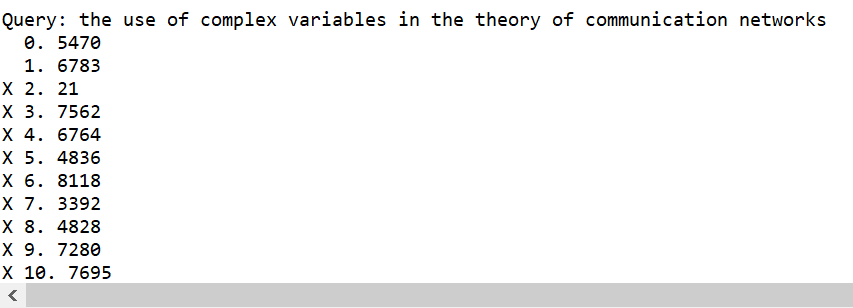 Query: the use of complex variables in the theory of communication networks
0. 5470
1. 6783
X 2. 21
X 3. 7562
X 4. 6764
X 5. 4836
X 6. 8118
X 7. 3392
X 8. 4828
X 9. 7280
X 10. 7695